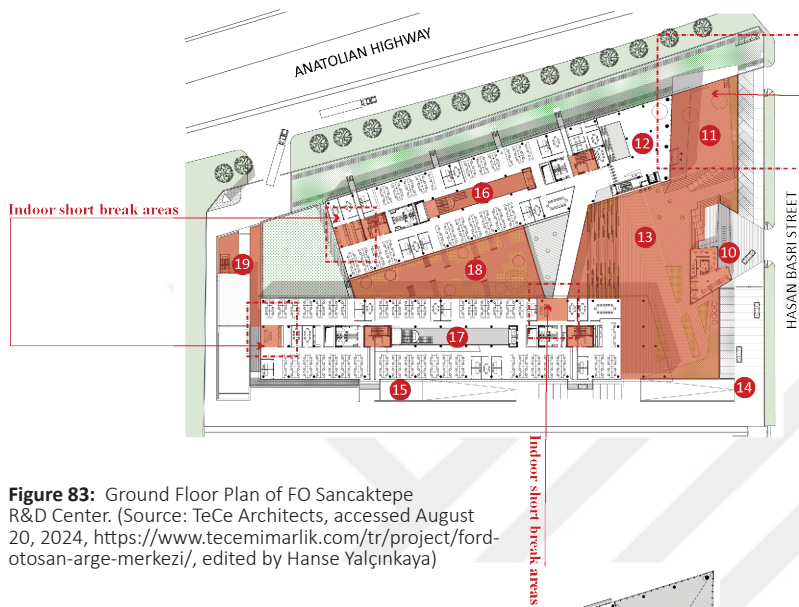 ANATOLIAN HIGHWAY
11
12
16
Indoor short break areas
13
HASAN BASRI STREET
10
19
18
17
14
15
Indoor short break areas
Figure 83: Ground Floor Plan of FO Sancaktepe
R&D Center. (Source: TeCe Architects, accessed August
20, 2024, https://www.tecemimarlik.com/tr/project/ford-
otosan-arge-merkezi/, edited by Hanse Yalçınkaya)